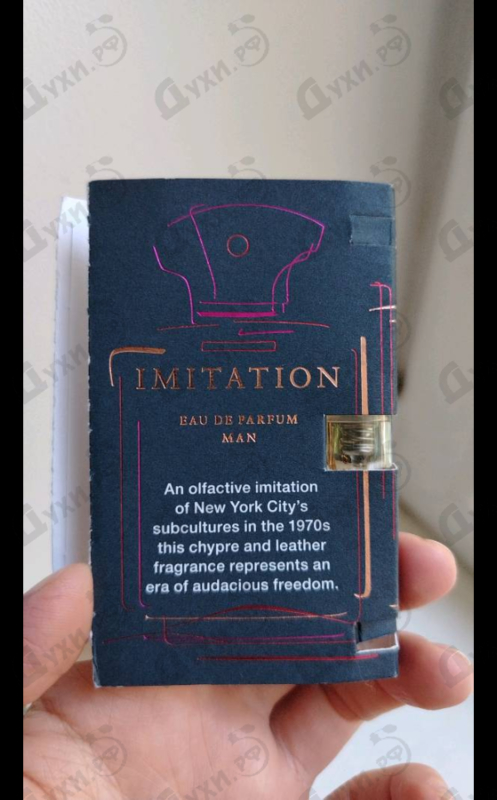 IMITATION
EAU DE PARFUM
MAN
An olfactive imitation
of New York City's
subcultures in the 1970s
this chypre and leather
fragrance represents an
era of audacious freedom.
Духи.рф